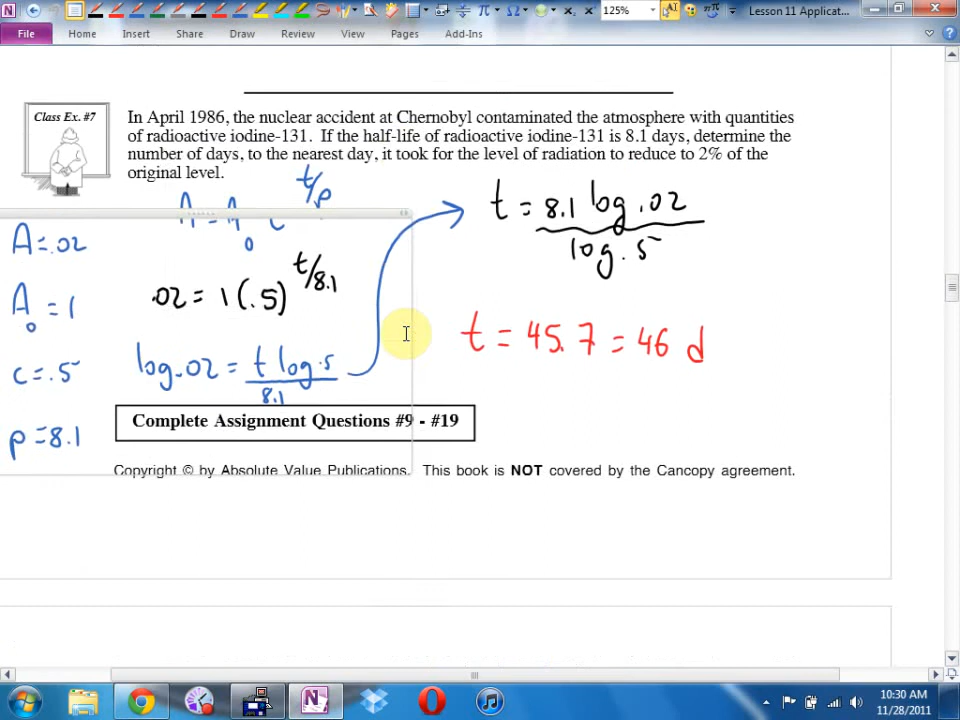 125%
Lesson 11 Applicat...
File Home Insert Share Draw Review View Pages Add-Ins
Class Ex. #7
In April 1986, the nuclear accident at Chernobyl contaminated the atmosphere with quantities
of radioactive iodine-131. If the half-life of radioactive iodine-131 is 8.1 days, determine the
number of days, to the nearest day, it took for the level of radiation to reduce to 2% of the
original level.
A = A₀ c^(t/p)
A = .02
A₀ = 1
c = .5
p = 8.1
.02 = 1 (.5)^(t/8.1)
log .02 = t log .5 / 8.1
t = 8.1 log .02 / log .5
t = 45.7 = 46 d
Complete Assignment Questions #9 - #19
Copyright © by Absolute Value Publications. This book is NOT covered by the Cancopy agreement.
10:30 AM
11/28/2011